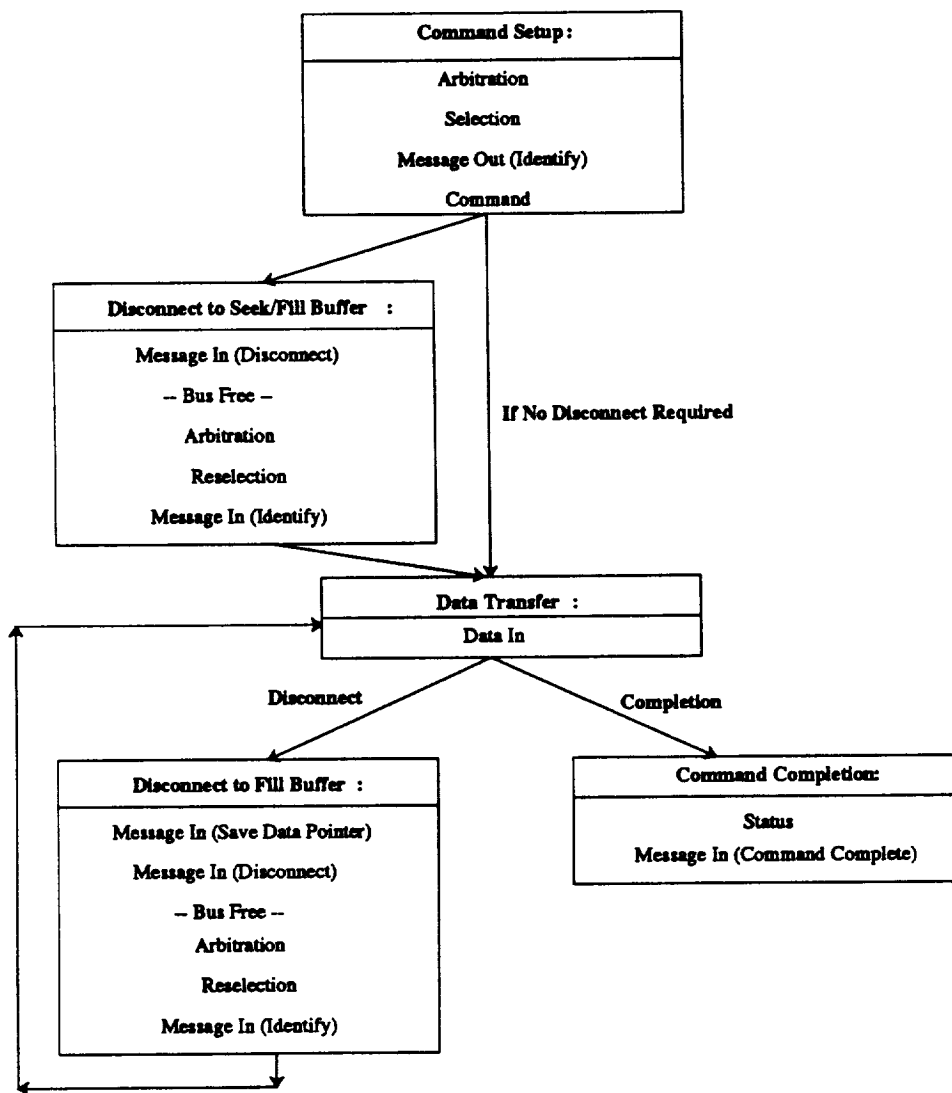 Command Setup:
Arbitration
Selection
Message Out (Identify)
Command
Disconnect to Seek/Fill Buffer :
Message In (Disconnect)
-- Bus Free --
Arbitration
Reselection
Message In (Identify)
If No Disconnect Required
Data Transfer :
Data In
Disconnect
Completion
Disconnect to Fill Buffer :
Message In (Save Data Pointer)
Message In (Disconnect)
-- Bus Free --
Arbitration
Reselection
Message In (Identify)
Command Completion:
Status
Message In (Command Complete)